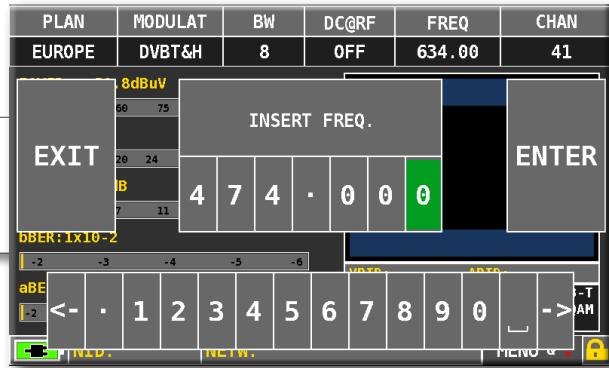 PLAN MODULAT BW DC@RF FREQ CHAN
EUROPE DVBT&H 8 OFF 634.00 41
.8dBuV
60 75
INSERT FREQ.
EXIT
ENTER
20 24
B
7 11
4 7 4 . 0 0 0
bBER:1x10-2
-2 -3 -4 -5 -6
aBE
-2
<- . 1 2 3 4 5 6 7 8 9 0 _ ->
-T
AM
NID: NETW:
MENU &